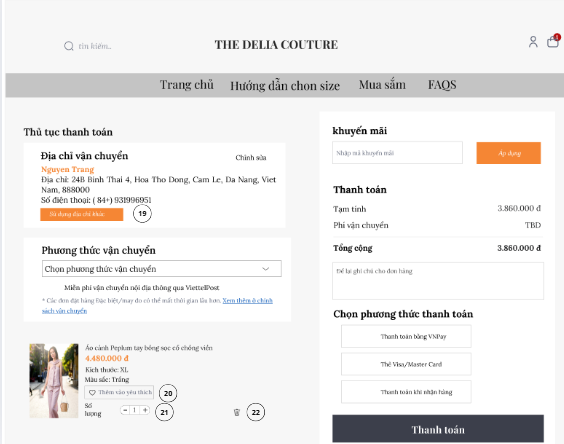 tìm kiếm..
THE DELIA COUTURE
1
Trang chủ
Hướng dẫn chon size
Mua sắm
FAQS
Thủ tục thanh toán
Địa chỉ vận chuyển
Chỉnh sửa
Nguyen Trang
Địa chỉ: 24B Binh Thai 4, Hoa Tho Dong, Cam Le, Da Nang, Viet
Nam, 888000
Số điện thoại: ( 84+) 931996951
Sử dụng địa chỉ khác
19
Phương thức vận chuyển
Chọn phương thức vận chuyển
Miễn phí vận chuyển nội địa thông qua ViettelPost
* Các đơn đặt hàng Đặc biệt/may đo có thể mất thời gian lâu hơn. Xem thêm ở chính
sách vận chuyển
Áo cánh Peplum tay bồng sọc cổ chồng viền
4.480.000 đ
Kích thước: XL
Màu sắc: Trắng
Thêm vào yêu thích
20
Số
lượng
− 1 +
21
22
khuyến mãi
Nhập mã khuyến mãi
Áp dụng
Thanh toán
Tạm tính
3.860.000 đ
Phí vận chuyển
TBD
Tổng cộng
3.860.000 đ
Để lại ghi chú cho đơn hàng
Chọn phương thức thanh toán
Thanh toán bằng VNPay
Thẻ Visa/Master Card
Thanh toán khi nhận hàng
Thanh toán